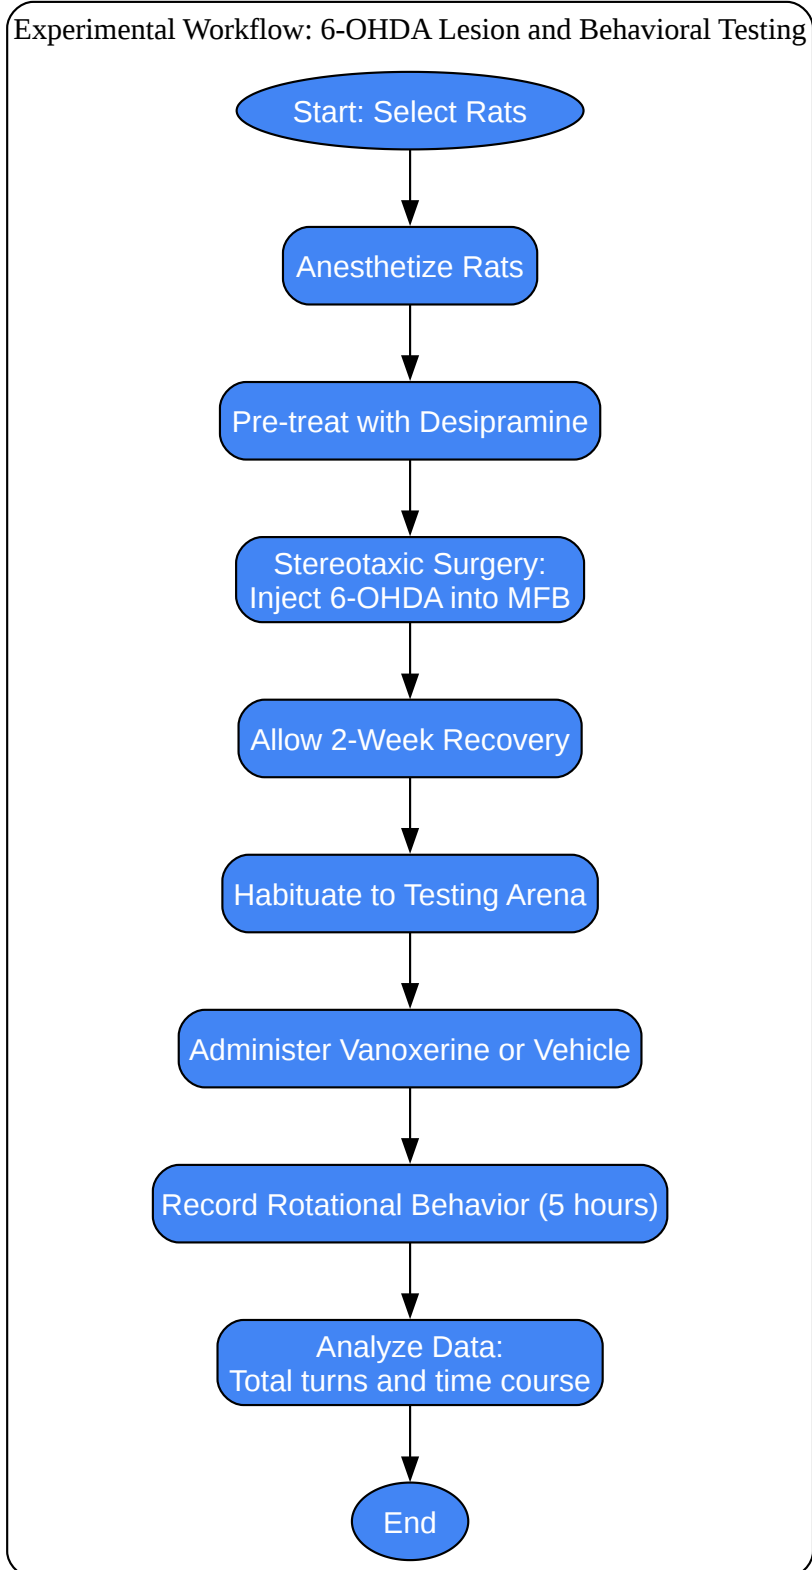 Experimental Workflow: 6-OHDA Lesion and Behavioral Testing
Start: Select Rats
Anesthetize Rats
Pre-treat with Desipramine
Stereotaxic Surgery:
Inject 6-OHDA into MFB
Allow 2-Week Recovery
Habituate to Testing Arena
Administer Vanoxerine or Vehicle
Record Rotational Behavior (5 hours)
Analyze Data:
Total turns and time course
End